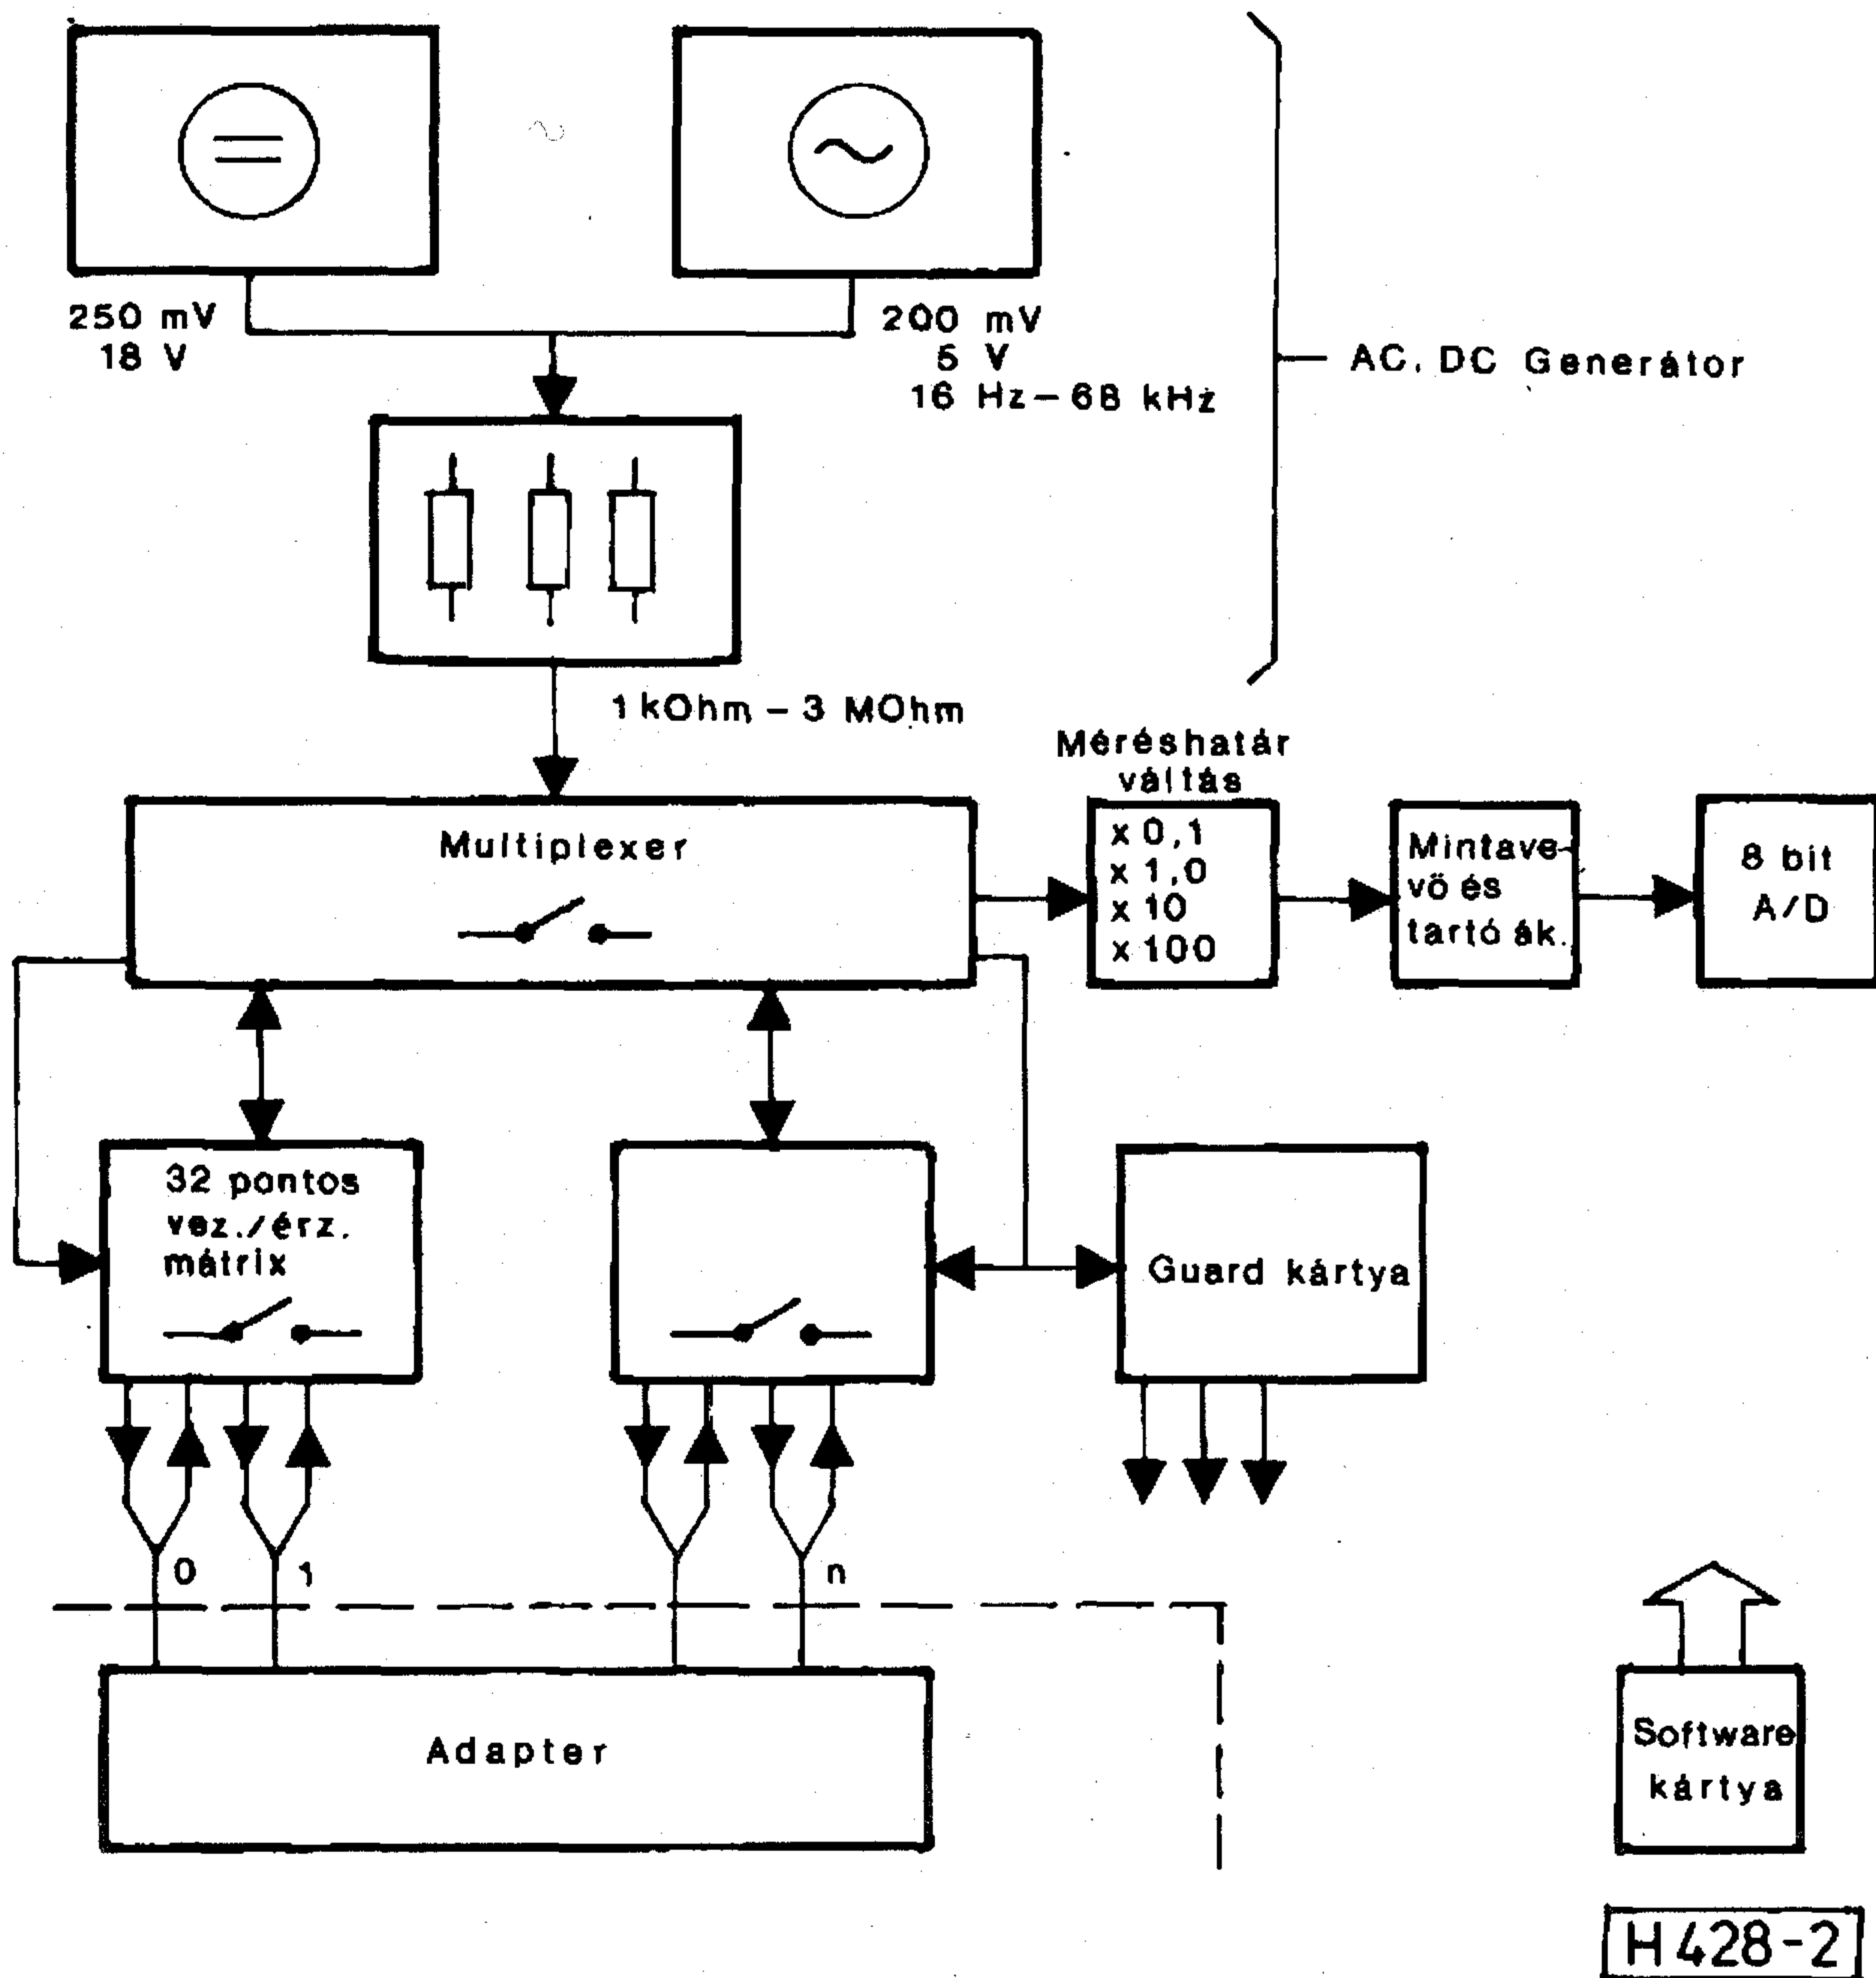 250 mV
18 V
200 mV
5 V
16 Hz – 68 kHz
AC, DC Generátor
1 kOhm – 3 MOhm
Méréshatár
váltás
Multiplexer
x 0,1
x 1,0
x 10
x 100
Mintave-
vő és
tartó ák.
8 bit
A/D
32 pontos
vez./érz.
mátrix
Guard kártya
0
1
n
Adapter
Software
kártya
H428-2